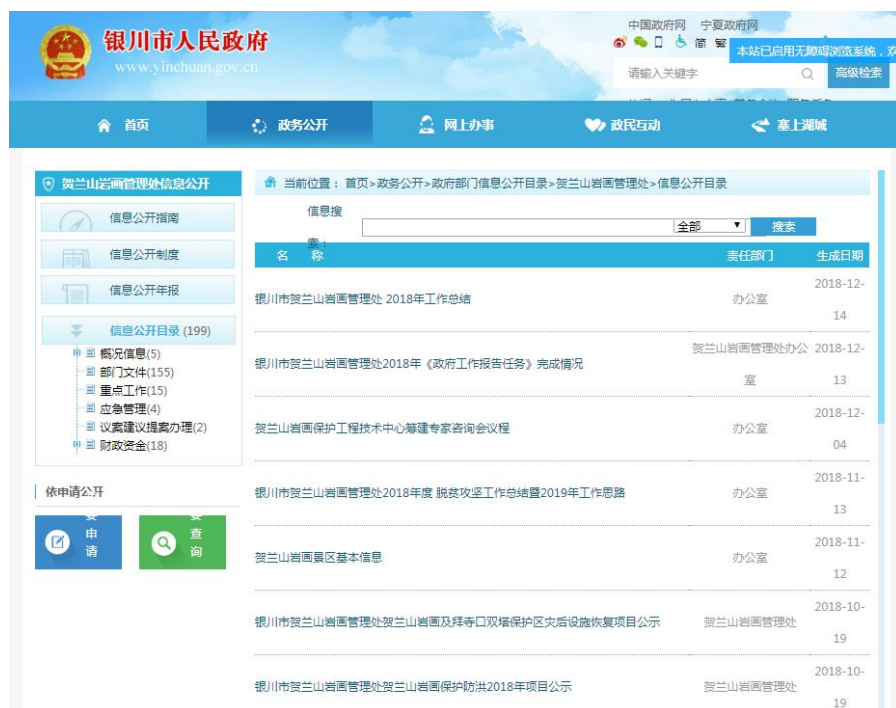 银川市人民政府
www.yinchuan.gov.cn
中国政府网 宁夏政府网
简 繁
本站已启用无障碍浏览系统，欢
请输入关键字
高级检索
首页
政务公开
网上办事
政民互动
塞上湖城
贺兰山岩画管理处信息公开
信息公开指南
信息公开制度
信息公开年报
信息公开目录 (199)
概况信息(5)
部门文件(155)
重点工作(15)
应急管理(4)
议案建议提案办理(2)
财政资金(18)
依申请公开
申
请
查
询
当前位置：首页>政务公开>政府部门信息公开目录>贺兰山岩画管理处>信息公开目录
信息搜
索：
全部
搜索
名 称 责任部门 生成日期
银川市贺兰山岩画管理处 2018年工作总结 办公室 2018-12-
14
银川市贺兰山岩画管理处2018年《政府工作报告任务》完成情况 贺兰山岩画管理处办公 2018-12-
室 13
贺兰山岩画保护工程技术中心筹建专家咨询会议程 办公室 2018-12-
04
银川市贺兰山岩画管理处2018年度 脱贫攻坚工作总结暨2019年工作思路 办公室 2018-11-
13
贺兰山岩画景区基本信息 办公室 2018-11-
12
银川市贺兰山岩画管理处贺兰山岩画及拜寺口双塔保护区灾后设施恢复项目公示 贺兰山岩画管理处 2018-10-
19
银川市贺兰山岩画管理处贺兰山岩画保护防洪2018年项目公示 贺兰山岩画管理处 2018-10-
19